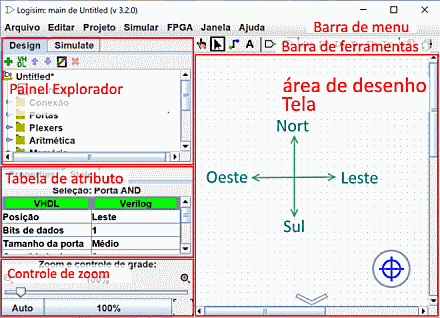 Logisim: main de Untitled (v 3.2.0)
Arquivo Editar Projeto Simular FPGA Janela Ajuda
Barra de menu
Barra de ferramentas
Design Simulate
A
VHDL
Untitled*
Painel Explorador
Conexão
Portas
Plexers
Aritmética
área de desenho
Tela
Nort
Oeste
Leste
Sul
Tabela de atributo
Seleção: Porta AND
VHDL Verilog
Posição Leste
Bits de dados 1
Tamanho da porta Médio
Zoom e controle de grade:
Controle de zoom
100%
Auto 100%